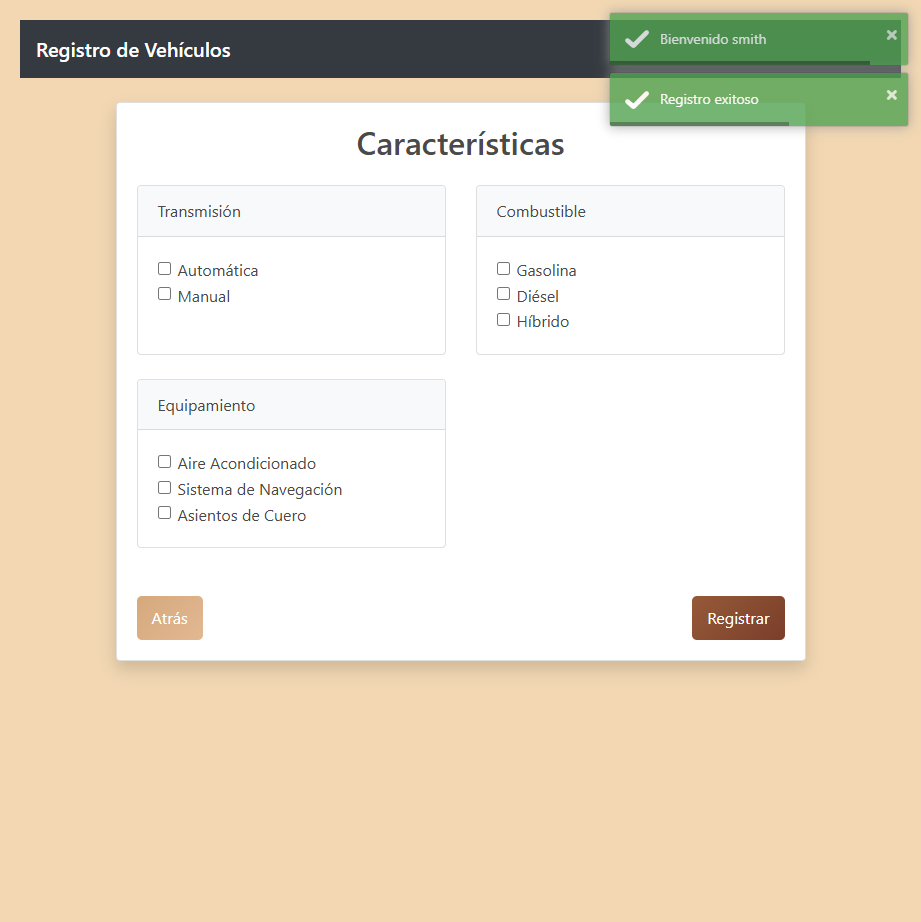 Registro de Vehículos
Bienvenido smith
×
Registro exitoso
×
Características
Transmisión
Automática
Manual
Combustible
Gasolina
Diésel
Híbrido
Equipamiento
Aire Acondicionado
Sistema de Navegación
Asientos de Cuero
Atrás
Registrar